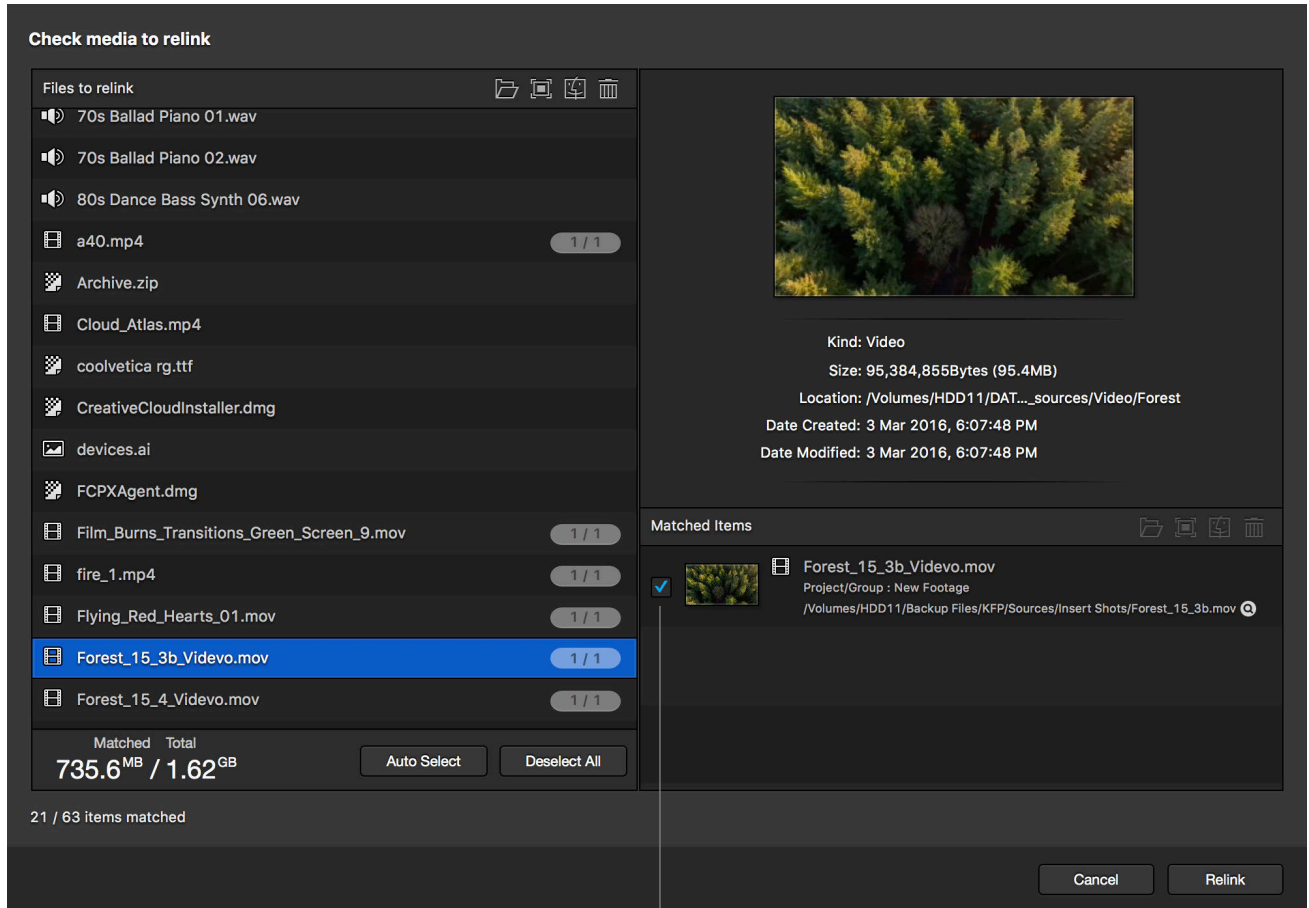 Check media to relink
Files to relink
70s Ballad Piano 01.wav
70s Ballad Piano 02.wav
80s Dance Bass Synth 06.wav
a40.mp4 1 / 1
Archive.zip
Cloud_Atlas.mp4
coolvetica rg.ttf
CreativeCloudInstaller.dmg
devices.ai
FCPXAgent.dmg
Film_Burns_Transitions_Green_Screen_9.mov 1 / 1
fire_1.mp4 1 / 1
Flying_Red_Hearts_01.mov 1 / 1
Forest_15_3b_Videvo.mov 1 / 1
Forest_15_4_Videvo.mov 1 / 1
Matched Total
735.6MB / 1.62GB
Auto Select
Deselect All
21 / 63 items matched
Kind: Video
Size: 95,384,855Bytes (95.4MB)
Location: /Volumes/HDD11/DAT..._sources/Video/Forest
Date Created: 3 Mar 2016, 6:07:48 PM
Date Modified: 3 Mar 2016, 6:07:48 PM
Matched Items
Forest_15_3b_Videvo.mov
Project/Group : New Footage
/Volumes/HDD11/Backup Files/KFP/Sources/Insert Shots/Forest_15_3b.mov
Cancel
Relink